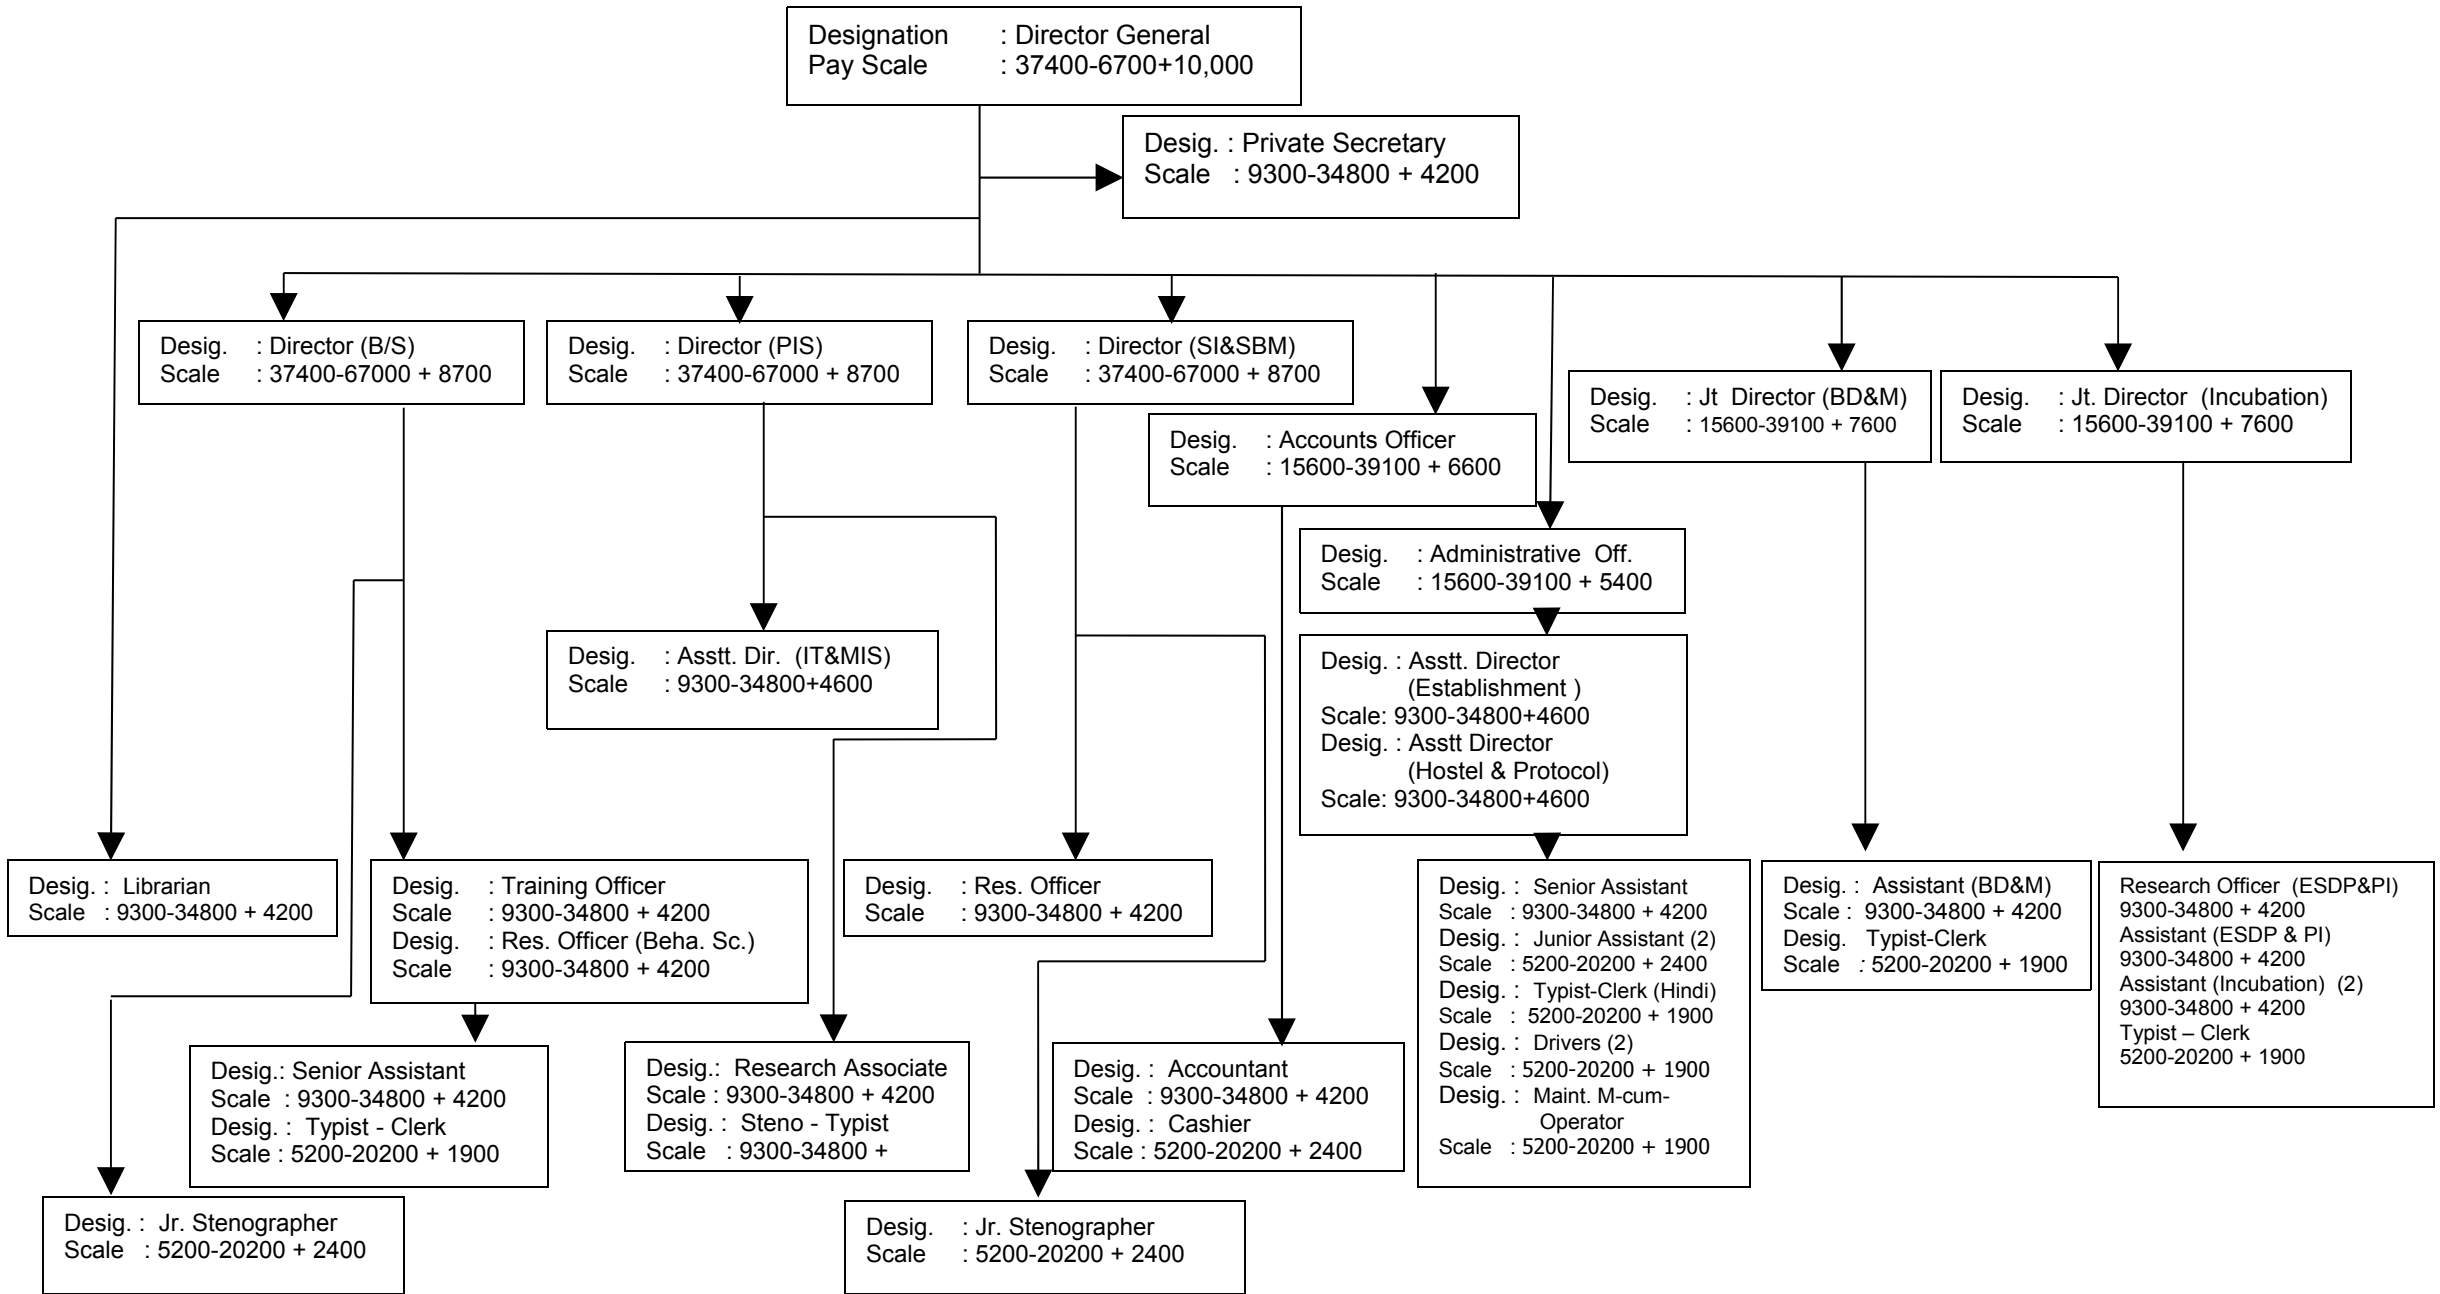 Designation : Director General
Pay Scale : 37400-6700+10,000
Desig. : Private Secretary
Scale : 9300-34800 + 4200
Desig. : Director (B/S)
Scale : 37400-67000 + 8700
Desig. : Director (PIS)
Scale : 37400-67000 + 8700
Desig. : Director (SI&SBM)
Scale : 37400-67000 + 8700
Desig. : Accounts Officer
Scale : 15600-39100 + 6600
Desig. : Jt Director (BD&M)
Scale : 15600-39100 + 7600
Desig. : Jt. Director (Incubation)
Scale : 15600-39100 + 7600
Desig. : Administrative Off.
Scale : 15600-39100 + 5400
Desig. : Asstt. Dir. (IT&MIS)
Scale : 9300-34800+4600
Desig. : Asstt. Director
(Establishment )
Scale: 9300-34800+4600
Desig. : Asstt Director
(Hostel & Protocol)
Scale: 9300-34800+4600
Desig. : Librarian
Scale : 9300-34800 + 4200
Desig. : Training Officer
Scale : 9300-34800 + 4200
Desig. : Res. Officer (Beha. Sc.)
Scale : 9300-34800 + 4200
Desig. : Res. Officer
Scale : 9300-34800 + 4200
Desig. : Senior Assistant
Scale : 9300-34800 + 4200
Desig. : Junior Assistant (2)
Scale : 5200-20200 + 2400
Desig. : Typist-Clerk (Hindi)
Scale : 5200-20200 + 1900
Desig. : Drivers (2)
Scale : 5200-20200 + 1900
Desig. : Maint. M-cum-
Operator
Scale : 5200-20200 + 1900
Desig. : Assistant (BD&M)
Scale : 9300-34800 + 4200
Desig. Typist-Clerk
Scale : 5200-20200 + 1900
Research Officer (ESDP&PI)
9300-34800 + 4200
Assistant (ESDP & PI)
9300-34800 + 4200
Assistant (Incubation) (2)
9300-34800 + 4200
Typist – Clerk
5200-20200 + 1900
Desig.: Senior Assistant
Scale : 9300-34800 + 4200
Desig. : Typist - Clerk
Scale : 5200-20200 + 1900
Desig.: Research Associate
Scale : 9300-34800 + 4200
Desig. : Steno - Typist
Scale : 9300-34800 +
Desig. : Accountant
Scale : 9300-34800 + 4200
Desig. : Cashier
Scale : 5200-20200 + 2400
Desig. : Jr. Stenographer
Scale : 5200-20200 + 2400
Desig. : Jr. Stenographer
Scale : 5200-20200 + 2400